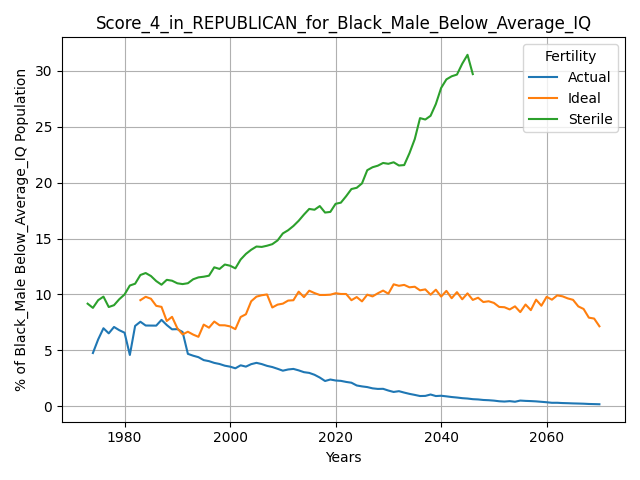 Score_4_in_REPUBLICAN_for_Black_Male_Below_Average_IQ
% of Black_Male Below_Average_IQ Population
30
25
20
15
10
5
0
Fertility
Actual
Ideal
Sterile
1980 2000 2020 2040 2060
Years